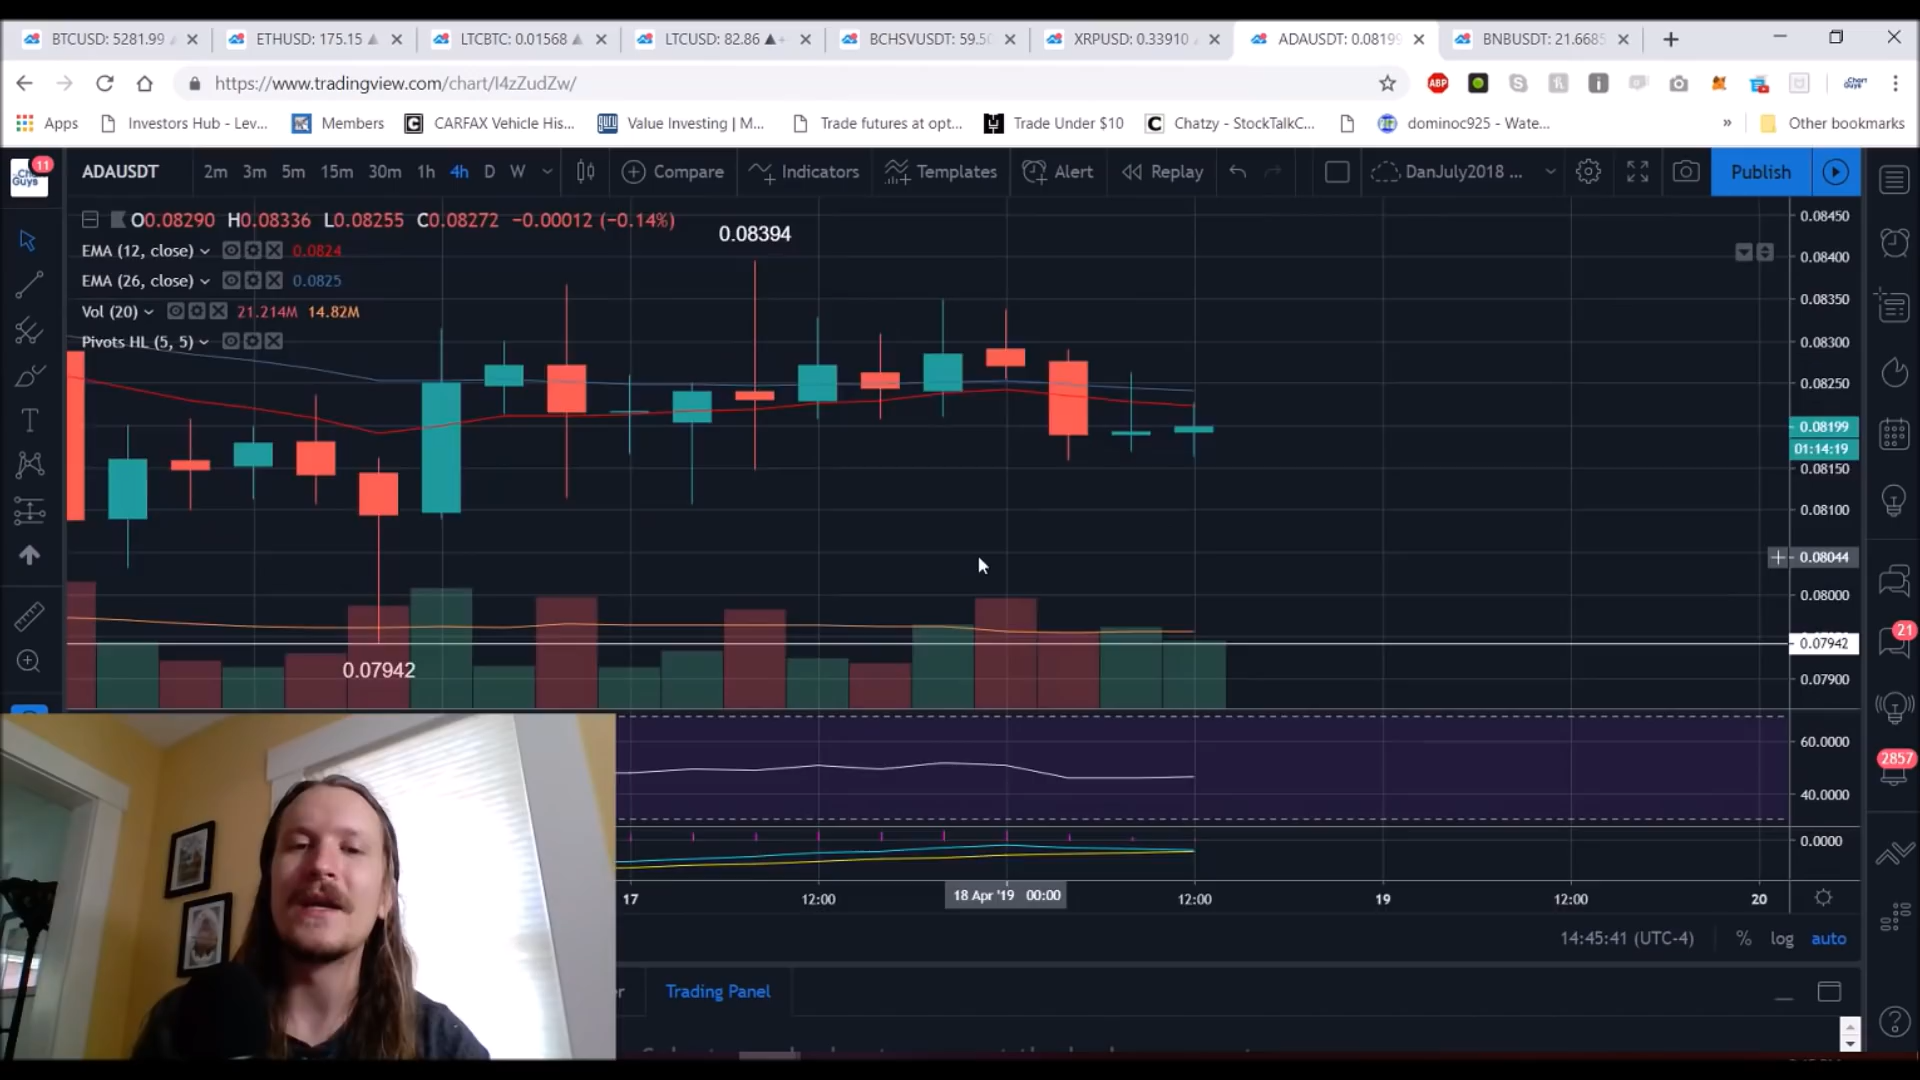 BTCUSD: 5281.99
ETHUSD: 175.15
LTCBTC: 0.01568
LTCUSD: 82.86
BCHSVUSDT: 59.5
XRPUSD: 0.33910
ADAUSDT: 0.08199
BNBUSDT: 21.6685
https://www.tradingview.com/chart/I4zZudZw/
ABP
Apps
Investors Hub - Lev...
Members
CARFAX Vehicle His...
Value Investing | M...
Trade futures at opt...
Trade Under $10
Chatzy - StockTalkC...
dominoc925 - Wate...
»
Other bookmarks
11
ADAUSDT
2m 3m 5m 15m 30m 1h 4h D W
Compare
Indicators
Templates
Alert
Replay
DanJuly2018 ...
Publish
O0.08290 H0.08336 L0.08255 C0.08272 −0.00012 (−0.14%)
EMA (12, close) 0.0824
EMA (26, close) 0.0825
Vol (20) 21.214M 14.82M
Pivots HL (5, 5)
0.08394
0.07942
0.08450
0.08400
0.08350
0.08300
0.08250
0.08199
01:14:19
0.08150
0.08100
0.08044
0.08000
0.07942
0.07900
60.0000
40.0000
0.0000
21
2857
17 12:00 18 Apr '19 00:00 12:00 19 12:00 20
14:45:41 (UTC-4) % log auto
Trading Panel